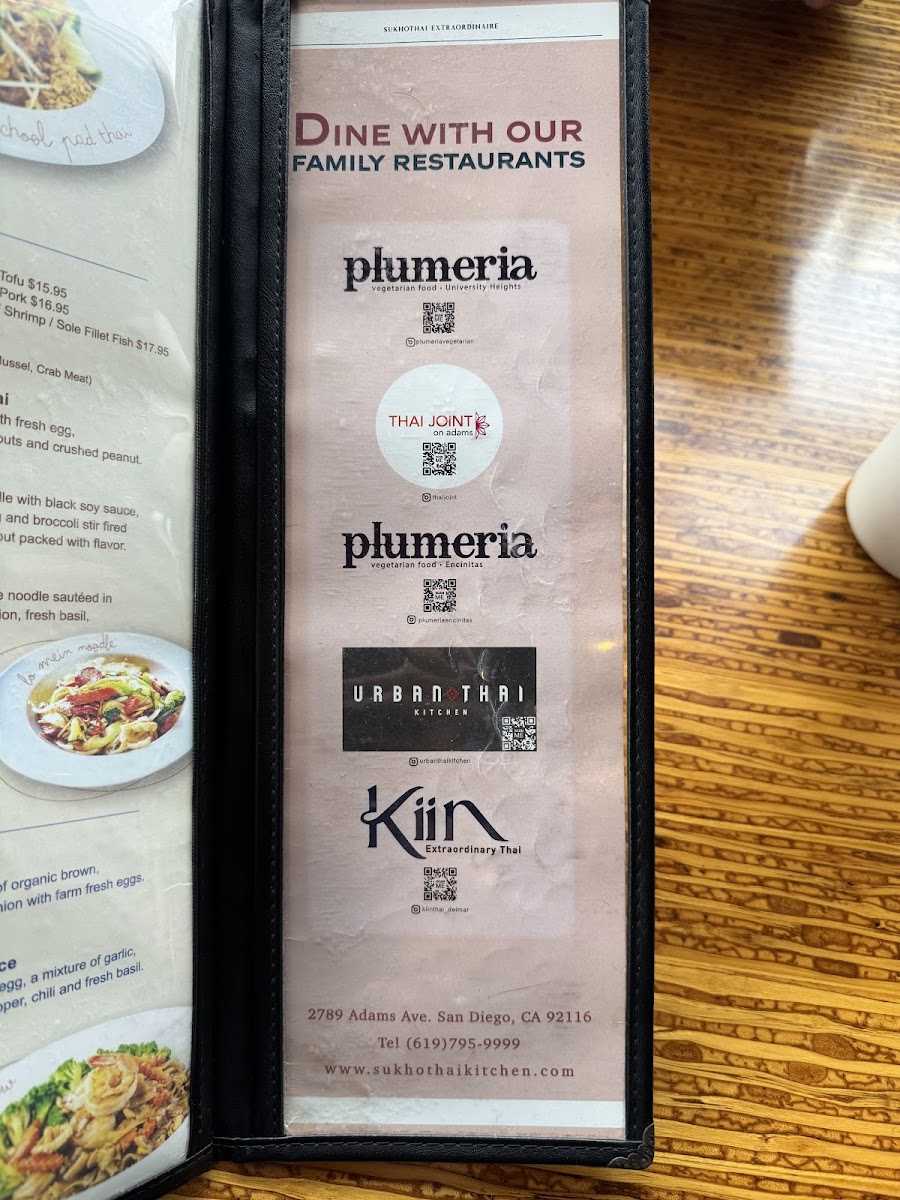 chool pad thai
Tofu $15.95
Pork $16.95
Shrimp / Sole Fillet Fish $17.95
ussel, Crab Meat)
ai
th fresh egg,
outs and crushed peanut.
lle with black soy sauce,
and broccoli stir fired
out packed with flavor.
e noodle sautéed in
ion, fresh basil,
lo mein noodle
of organic brown,
nion with farm fresh eggs.
ce
egg, a mixture of garlic,
pper, chili and fresh basil.
SUKHOTHAI EXTRAORDINAIRE
DINE WITH OUR
FAMILY RESTAURANTS
plumeria
vegetarian food • University Heights
plumeriavegetarian
THAI JOINT
on adams
thaijoint
plumeria
vegetarian food • Encinitas
plumeriaencinitas
URBAN THAI
KITCHEN
urbanthaikitchen
Kiin
Extraordinary Thai
kiinthai_delmar
2789 Adams Ave. San Diego, CA 92116
Tel (619)795-9999
www.sukhothaikitchen.com